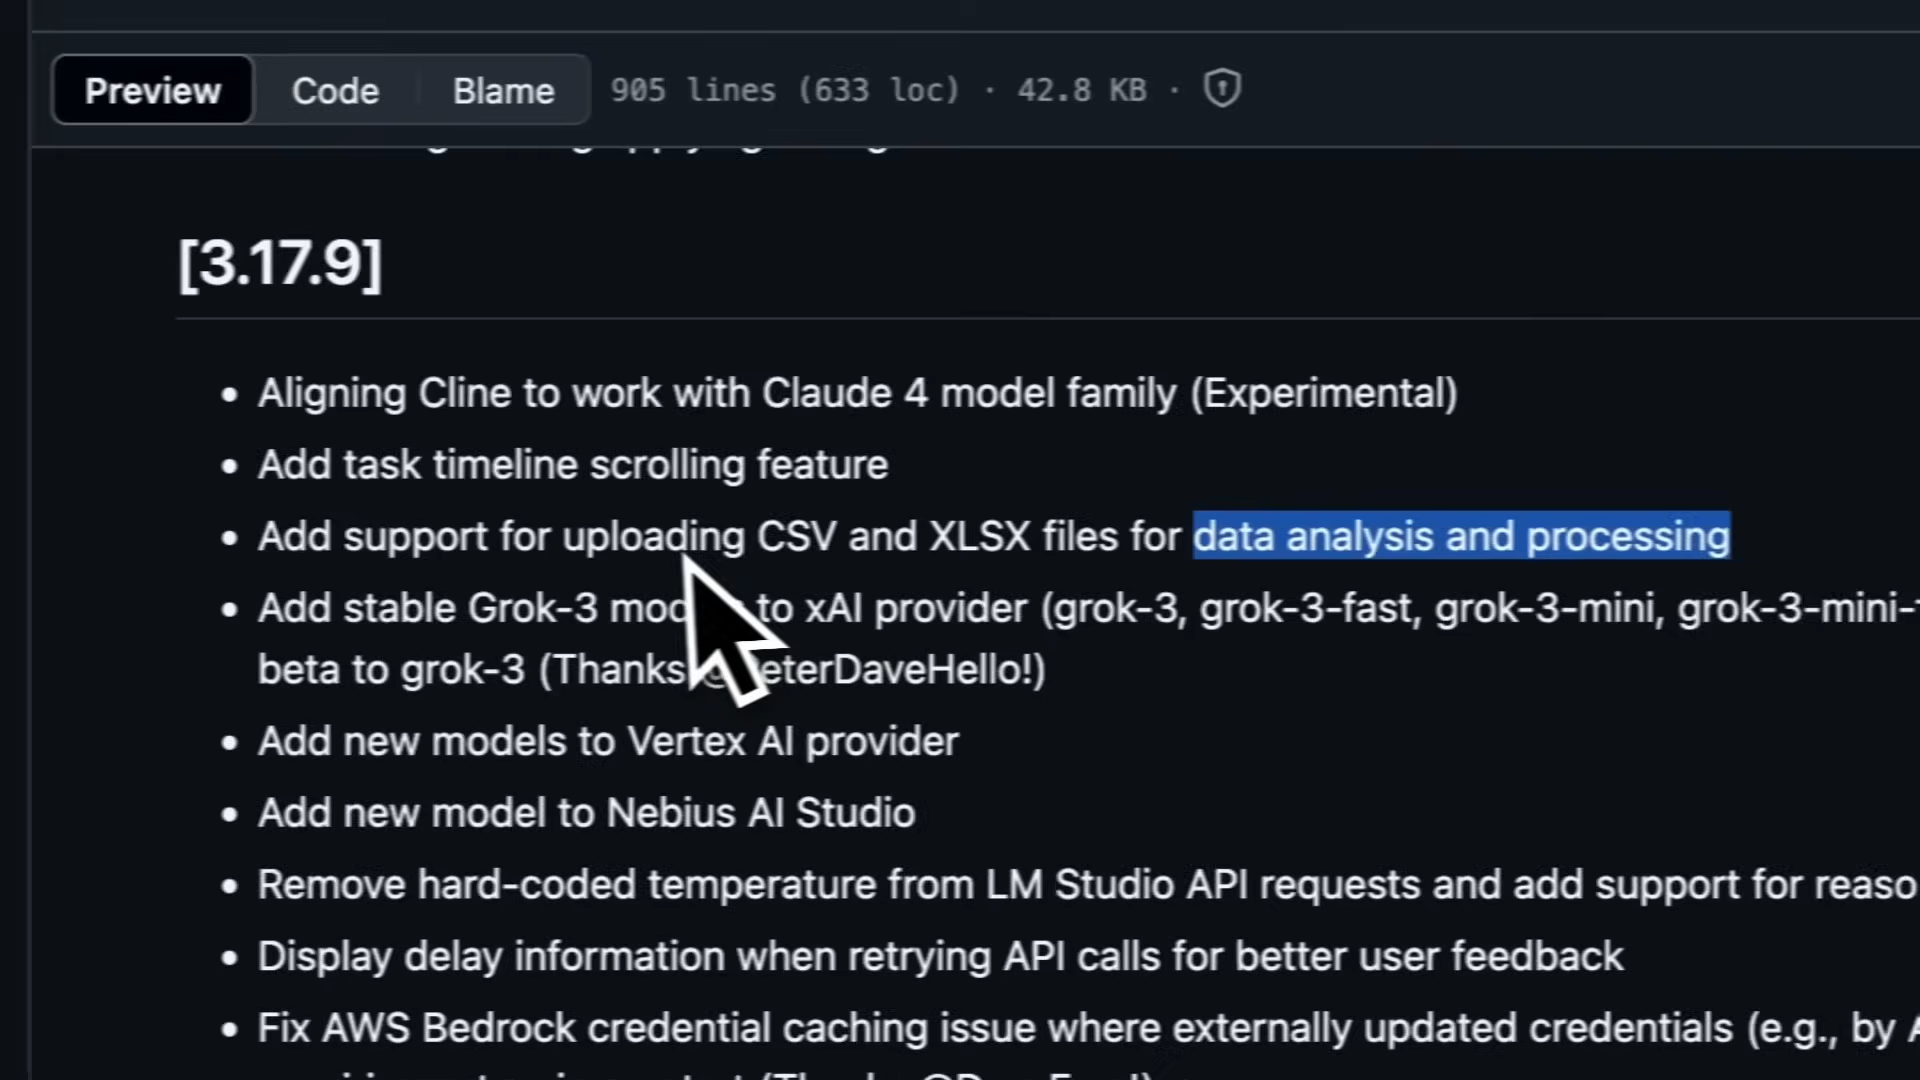 Preview Code Blame 905 lines (633 loc) · 42.8 KB ·
[3.17.9]
• Aligning Cline to work with Claude 4 model family (Experimental)
• Add task timeline scrolling feature
• Add support for uploading CSV and XLSX files for data analysis and processing
• Add stable Grok-3 to xAI provider (grok-3, grok-3-fast, grok-3-mini, grok-3-mini-
beta to grok-3 (Thanks eterDaveHello!)
• Add new models to Vertex AI provider
• Add new model to Nebius AI Studio
• Remove hard-coded temperature from LM Studio API requests and add support for reaso
• Display delay information when retrying API calls for better user feedback
• Fix AWS Bedrock credential caching issue where externally updated credentials (e.g., by